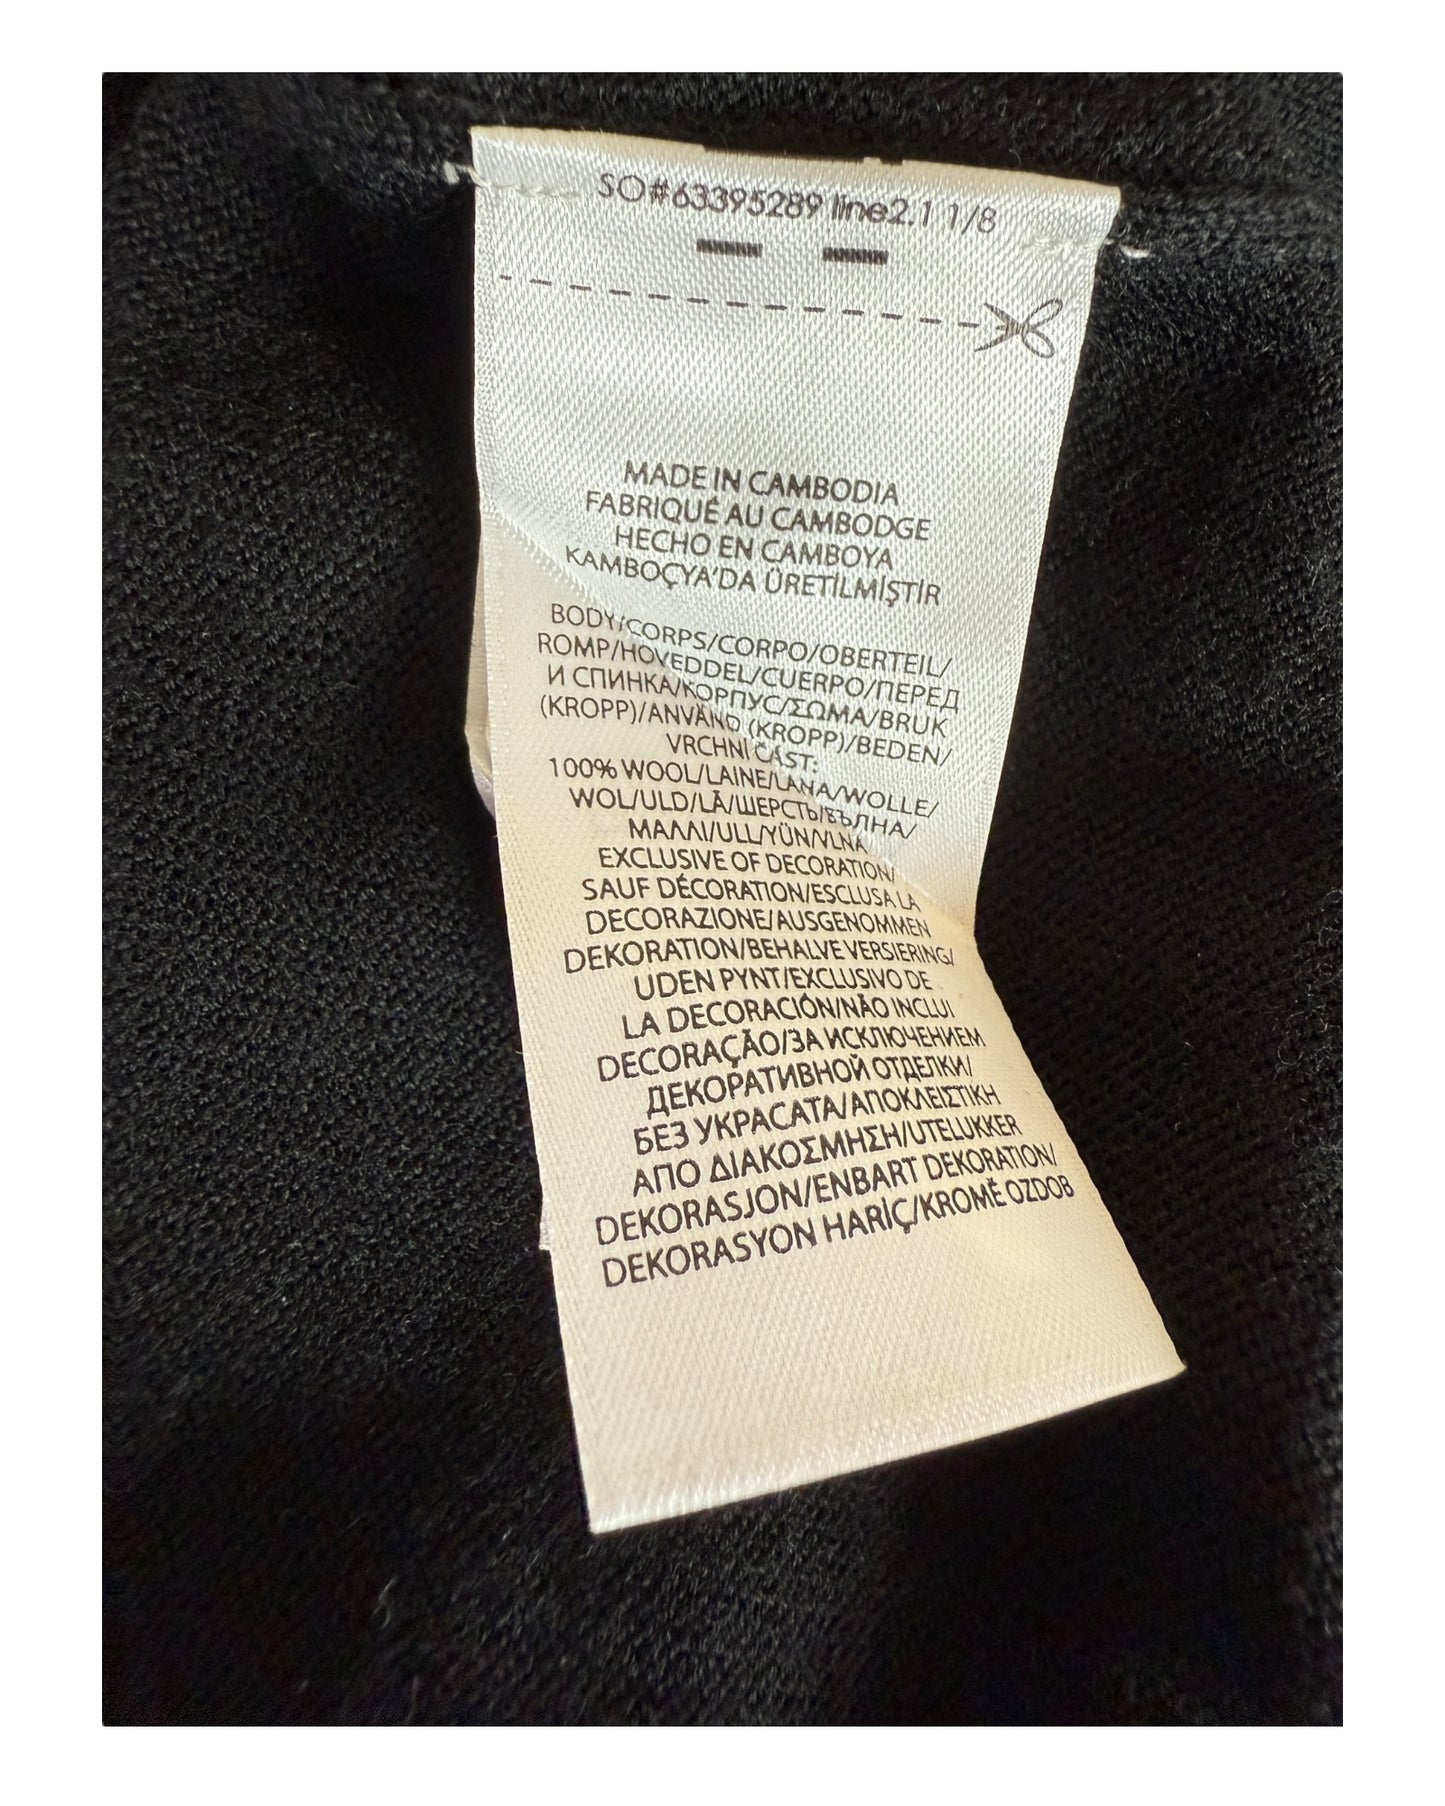 SO#63395289 line2.1 1/8
MADE IN CAMBODIA
FABRIQUÉ AU CAMBODGE
HECHO EN CAMBOYA
KAMBOÇYA'DA ÜRETİLMİŞTİR
BODY/CORPS/CORPO/OBERTEIL/
ROMP/HOVEDDEL/CUERPO/ПЕРЕД
И СПИНКА/КОРПУС/ΣΩΜΑ/BRUK
(KROPP)/ANVÄND (KROPP)/BEDEN/
VRCHNÍ ČÁST:
100% WOOL/LAINE/LANA/WOLLE/
WOL/ULD/LÃ/ШЕРСТЬ/ВЪЛНА/
ΜΑΛΛΙ/ULL/YÜN/VLNA
EXCLUSIVE OF DECORATION/
SAUF DÉCORATION/ESCLUSA LA
DECORAZIONE/AUSGENOMMEN
DEKORATION/BEHALVE VERSIERING/
UDEN PYNT/EXCLUSIVO DE
LA DECORACIÓN/NÃO INCLUI
DECORAÇÃO/ЗА ИСКЛЮЧЕНИЕМ
ДЕКОРАТИВНОЙ ОТДЕЛКИ/
БЕЗ УКРАСАТА/ΑΠΟΚΛΕΙΣΤΙΚΗ
ΑΠΟ ΔΙΑΚΟΣΜΗΣΗ/UTELUKKER
DEKORASJON/ENBART DEKORATION/
DEKORASYON HARİÇ/KROMĚ OZDOB